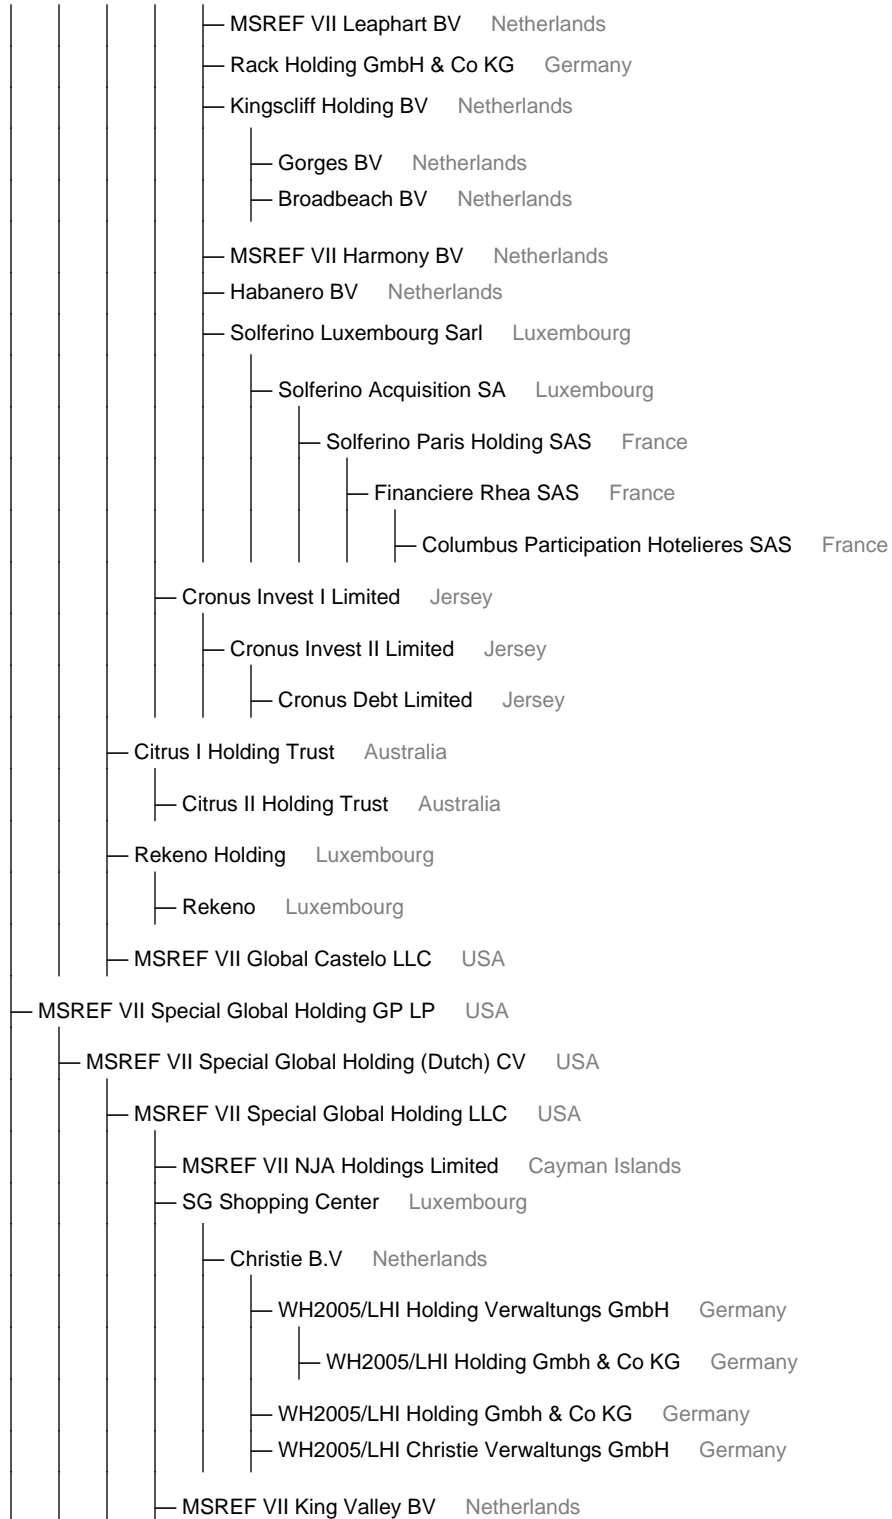 MSREF VII Leaphart BV Netherlands
Rack Holding GmbH & Co KG Germany
Kingscliff Holding BV Netherlands
Gorges BV Netherlands
Broadbeach BV Netherlands
MSREF VII Harmony BV Netherlands
Habanero BV Netherlands
Solferino Luxembourg Sarl Luxembourg
Solferino Acquisition SA Luxembourg
Solferino Paris Holding SAS France
Financiere Rhea SAS France
Columbus Participation Hotelieres SAS France
Cronus Invest I Limited Jersey
Cronus Invest II Limited Jersey
Cronus Debt Limited Jersey
Citrus I Holding Trust Australia
Citrus II Holding Trust Australia
Rekeno Holding Luxembourg
Rekeno Luxembourg
MSREF VII Global Castelo LLC USA
MSREF VII Special Global Holding GP LP USA
MSREF VII Special Global Holding (Dutch) CV USA
MSREF VII Special Global Holding LLC USA
MSREF VII NJA Holdings Limited Cayman Islands
SG Shopping Center Luxembourg
Christie B.V Netherlands
WH2005/LHI Holding Verwaltungs GmbH Germany
WH2005/LHI Holding Gmbh & Co KG Germany
WH2005/LHI Holding Gmbh & Co KG Germany
WH2005/LHI Christie Verwaltungs GmbH Germany
MSREF VII King Valley BV Netherlands